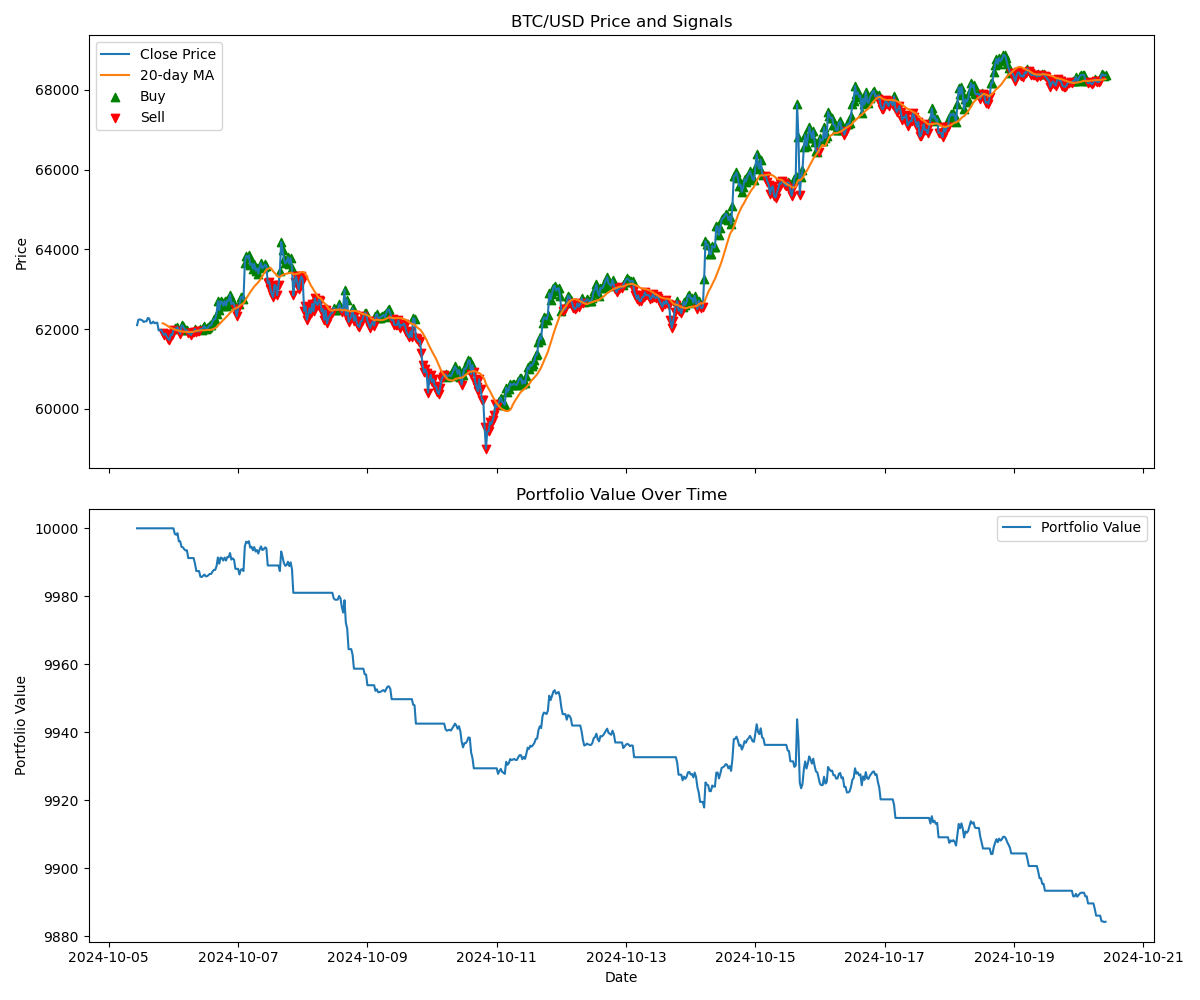 BTC/USD Price and Signals
Close Price
20-day MA
Buy
Sell
Price
68000
66000
64000
62000
60000
Portfolio Value Over Time
Portfolio Value
Portfolio Value
10000
9980
9960
9940
9920
9900
9880
2024-10-05
2024-10-07
2024-10-09
2024-10-11
2024-10-13
2024-10-15
2024-10-17
2024-10-19
2024-10-21
Date